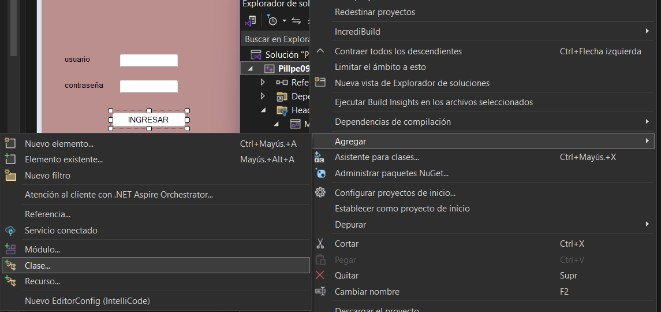 usuario
contraseña
INGRESAR
Explorador de solu
Buscar en Explora
Solución "P
Pillpe09
Refe
Depe
Head
M
Redestinar proyectos
IncrediBuild
Contraer todos los descendientes Ctrl+Flecha izquierda
Limitar el ámbito a esto
Nueva vista de Explorador de soluciones
Ejecutar Build Insights en los archivos seleccionados
Dependencias de compilación
Agregar
Asistente para clases... Ctrl+Mayús.+X
Administrar paquetes NuGet...
Configurar proyectos de inicio...
Establecer como proyecto de inicio
Depurar
Cortar Ctrl+X
Pegar Ctrl+V
Quitar Supr
Cambiar nombre F2
Descargar el proyecto
Nuevo elemento... Ctrl+Mayús.+A
Elemento existente... Mayús.+Alt+A
Nuevo filtro
Atención al cliente con .NET Aspire Orchestrator...
Referencia...
Servicio conectado
Módulo...
Clase...
Recurso...
Nuevo EditorConfig (IntelliCode)